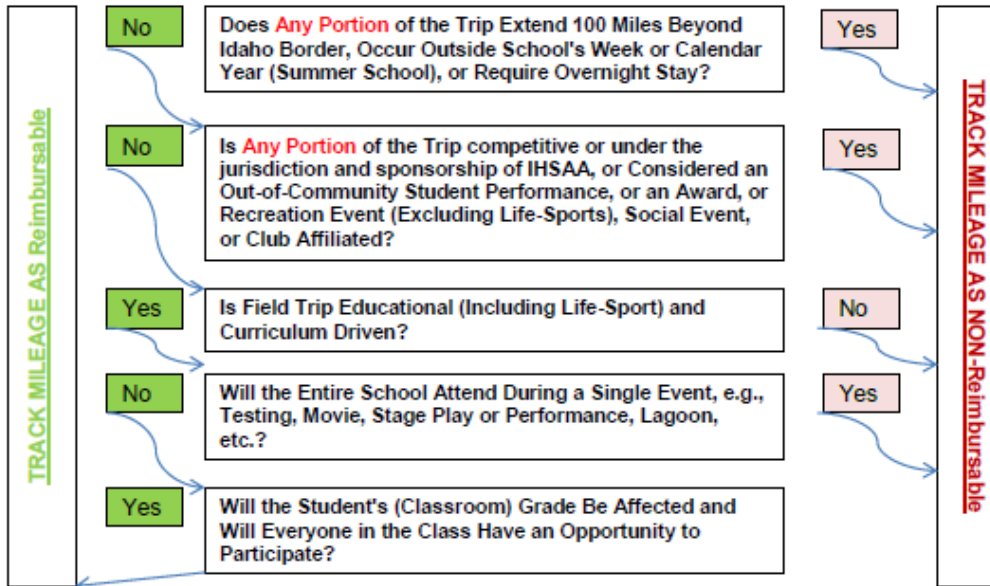 TRACK MILEAGE AS Reimbursable
No
Does Any Portion of the Trip Extend 100 Miles Beyond
Idaho Border, Occur Outside School's Week or Calendar
Year (Summer School), or Require Overnight Stay?
Yes
No
Is Any Portion of the Trip competitive or under the
jurisdiction and sponsorship of IHSAA, or Considered an
Out-of-Community Student Performance, or an Award, or
Recreation Event (Excluding Life-Sports), Social Event,
or Club Affiliated?
Yes
Yes
Is Field Trip Educational (Including Life-Sport) and
Curriculum Driven?
No
No
Will the Entire School Attend During a Single Event, e.g.,
Testing, Movie, Stage Play or Performance, Lagoon,
etc.?
Yes
Yes
Will the Student's (Classroom) Grade Be Affected and
Will Everyone in the Class Have an Opportunity to
Participate?
TRACK MILEAGE AS NON-Reimbursable